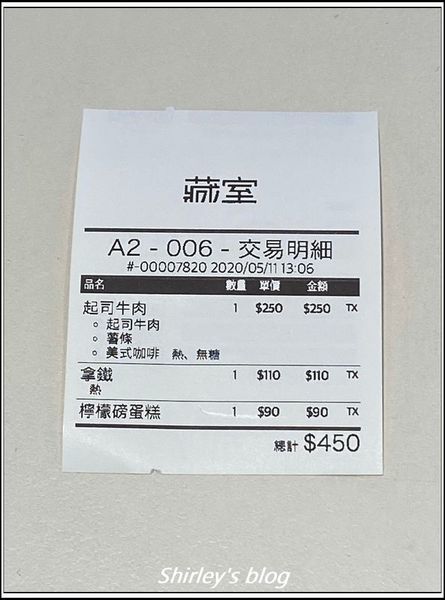 藏室
A2 - 006 - 交易明細
#-00007820 2020/05/11 13:06
品名 數量 單價 金額
起司牛肉 1 $250 $250 TX
起司牛肉
薯條
美式咖啡 熱、無糖
拿鐵 1 $110 $110 TX
熱
檸檬磅蛋糕 1 $90 $90 TX
總計 $450
Shirley's blog